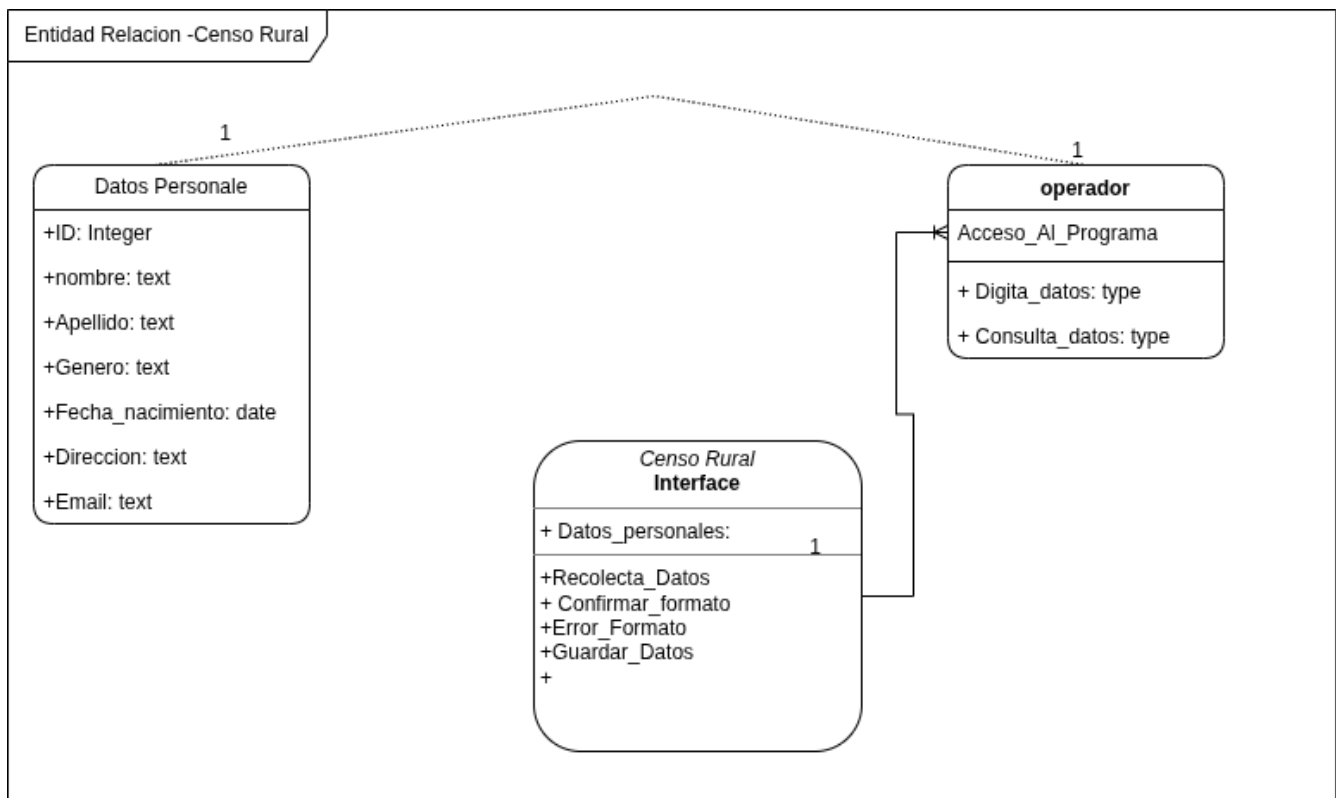 Entidad Relacion -Censo Rural
1
1
Datos Personale
+ID: Integer
+nombre: text
+Apellido: text
+Genero: text
+Fecha_nacimiento: date
+Direccion: text
+Email: text
operador
Acceso_Al_Programa
+ Digita_datos: type
+ Consulta_datos: type
Censo Rural
Interface
+ Datos_personales:
1
+Recolecta_Datos
+ Confirmar_formato
+Error_Formato
+Guardar_Datos
+